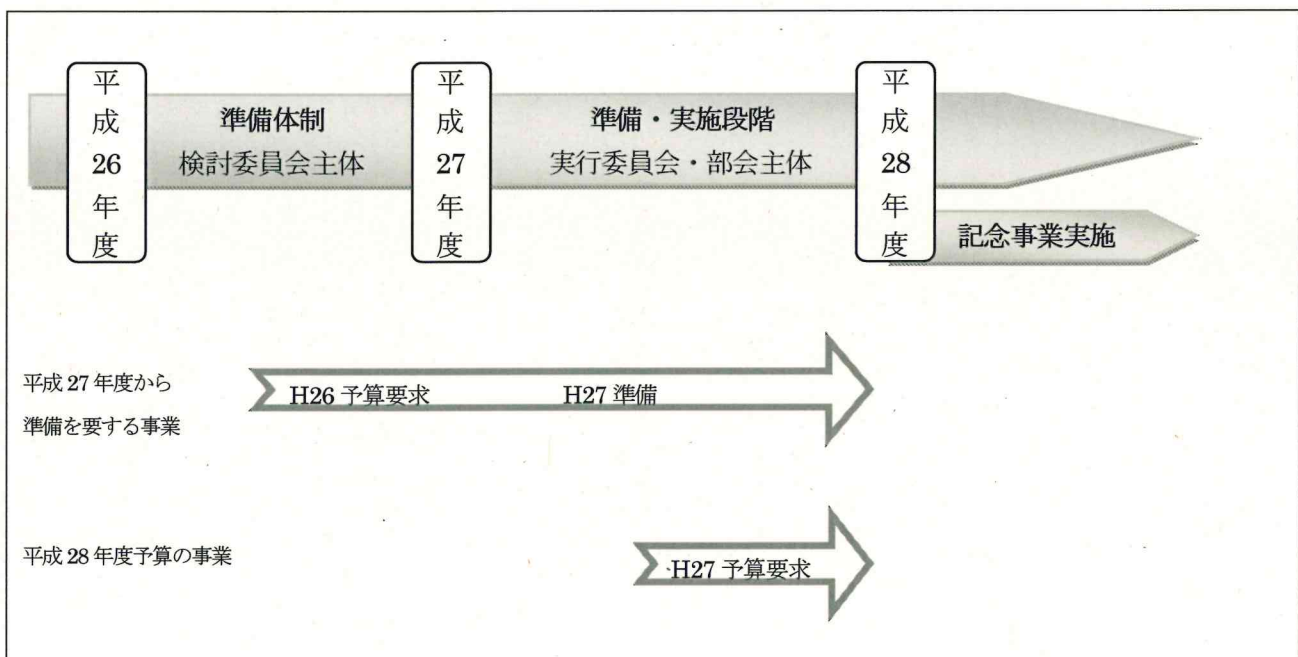 平成26年度
準備体制
検討委員会主体
平成27年度
準備・実施段階
実行委員会・部会主体
平成28年度
記念事業実施
平成 27 年度から
準備を要する事業
H26 予算要求
H27 準備
平成 28 年度予算の事業
H27 予算要求